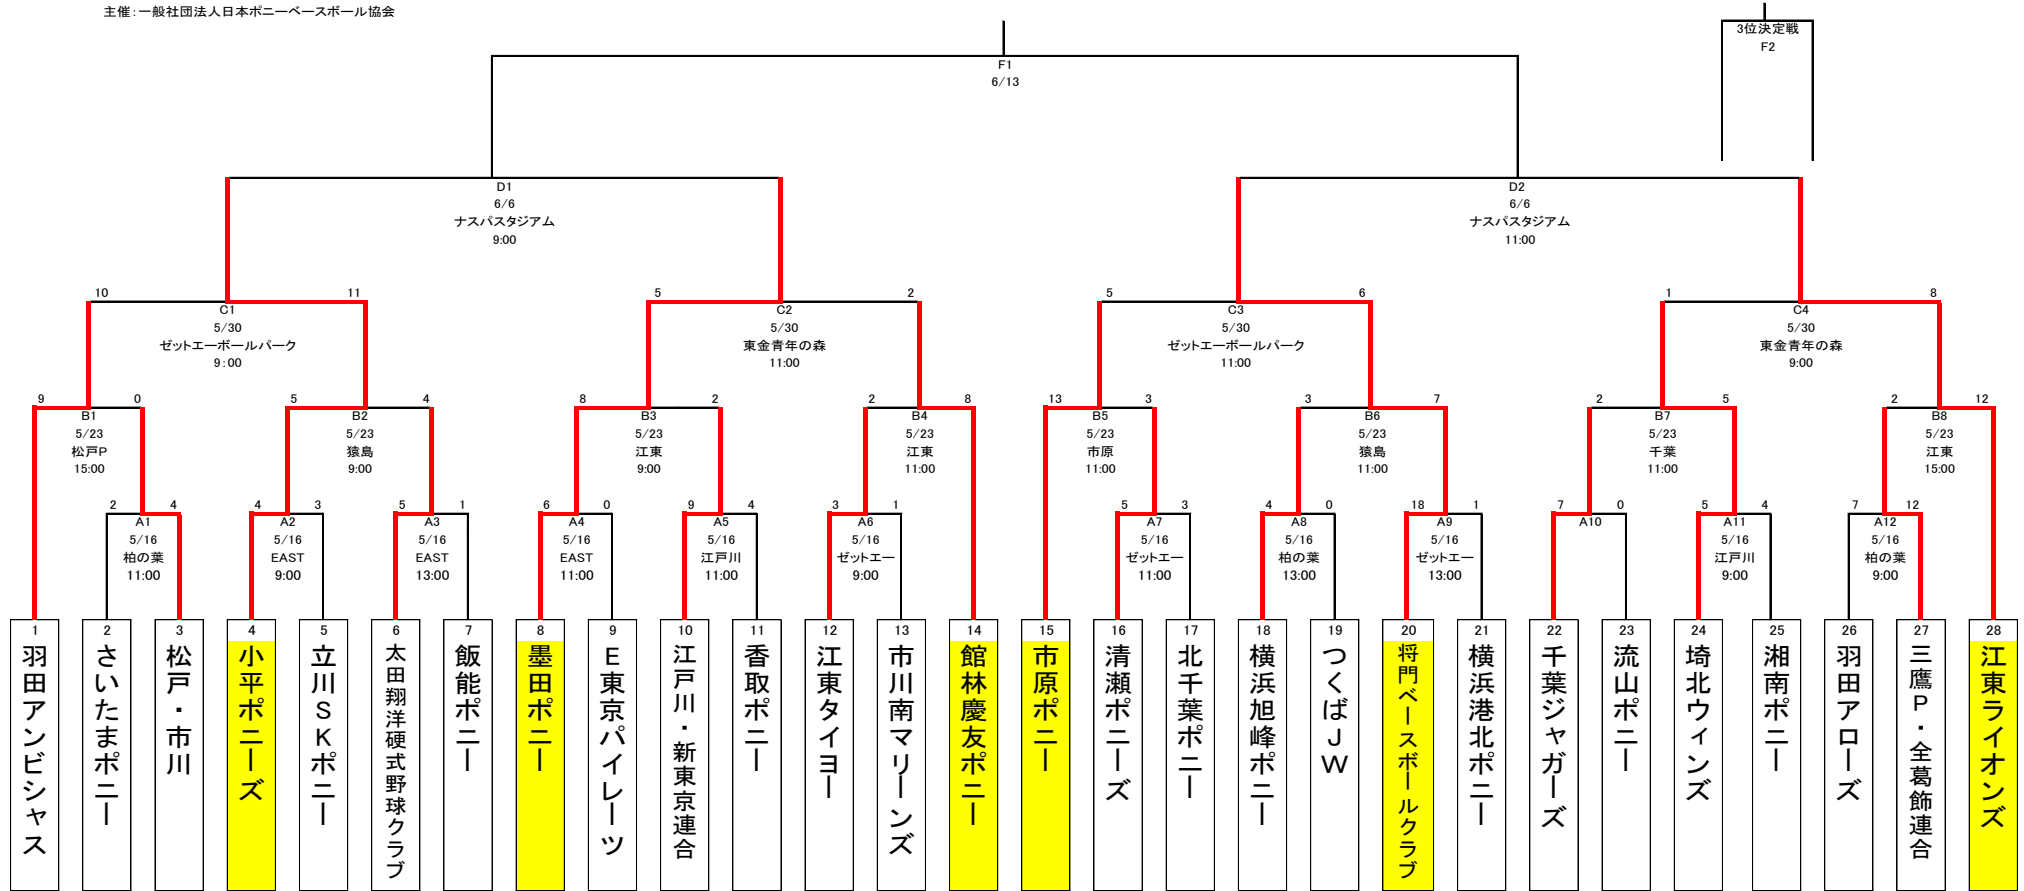 主催：一般社団法人日本ポニーベースボール協会
3位決定戦
F2
F1
6/13
D1
6/6
ナスパスタジアム
9:00
D2
6/6
ナスパスタジアム
11:00
10 11
C1
5/30
ゼットエーボールパーク
9：00
5 2
C2
5/30
東金青年の森
11:00
5 6
C3
5/30
ゼットエーボールパーク
11:00
1 8
C4
5/30
東金青年の森
9:00
9 0
B1
5/23
松戸P
15:00
5 4
B2
5/23
猿島
9:00
8 2
B3
5/23
江東
9:00
2 8
B4
5/23
江東
11:00
13 3
B5
5/23
市原
11:00
3 7
B6
5/23
猿島
11:00
2 5
B7
5/23
千葉
11:00
2 12
B8
5/23
江東
15:00
2 4
A1
5/16
柏の葉
11:00
4 3
A2
5/16
EAST
9:00
5 1
A3
5/16
EAST
13:00
6 0
A4
5/16
EAST
11:00
9 4
A5
5/16
江戸川
11:00
3 1
A6
5/16
ゼットエー
9:00
5 3
A7
5/16
ゼットエー
11:00
4 0
A8
5/16
柏の葉
13:00
18 1
A9
5/16
ゼットエー
13:00
7 0
A10
5 4
A11
5/16
江戸川
9:00
7 12
A12
5/16
柏の葉
9:00
1
羽田アンビシャス
2
さいたまポニー
3
松戸・市川
4
小平ポニーズ
5
立川SKポニー
6
太田翔洋硬式野球クラブ
7
飯能ポニー
8
墨田ポニー
9
E東京パイレーツ
10
江戸川・新東京連合
11
香取ポニー
12
江東タイヨー
13
市川南マリーンズ
14
館林慶友ポニー
15
市原ポニー
16
清瀬ポニーズ
17
北千葉ポニー
18
横浜旭峰ポニー
19
つくばJW
20
将門ベースボールクラブ
21
横浜港北ポニー
22
千葉ジャガーズ
23
流山ポニー
24
埼北ウィンズ
25
湘南ポニー
26
羽田アローズ
27
三鷹P・全葛飾連合
28
江東ライオンズ